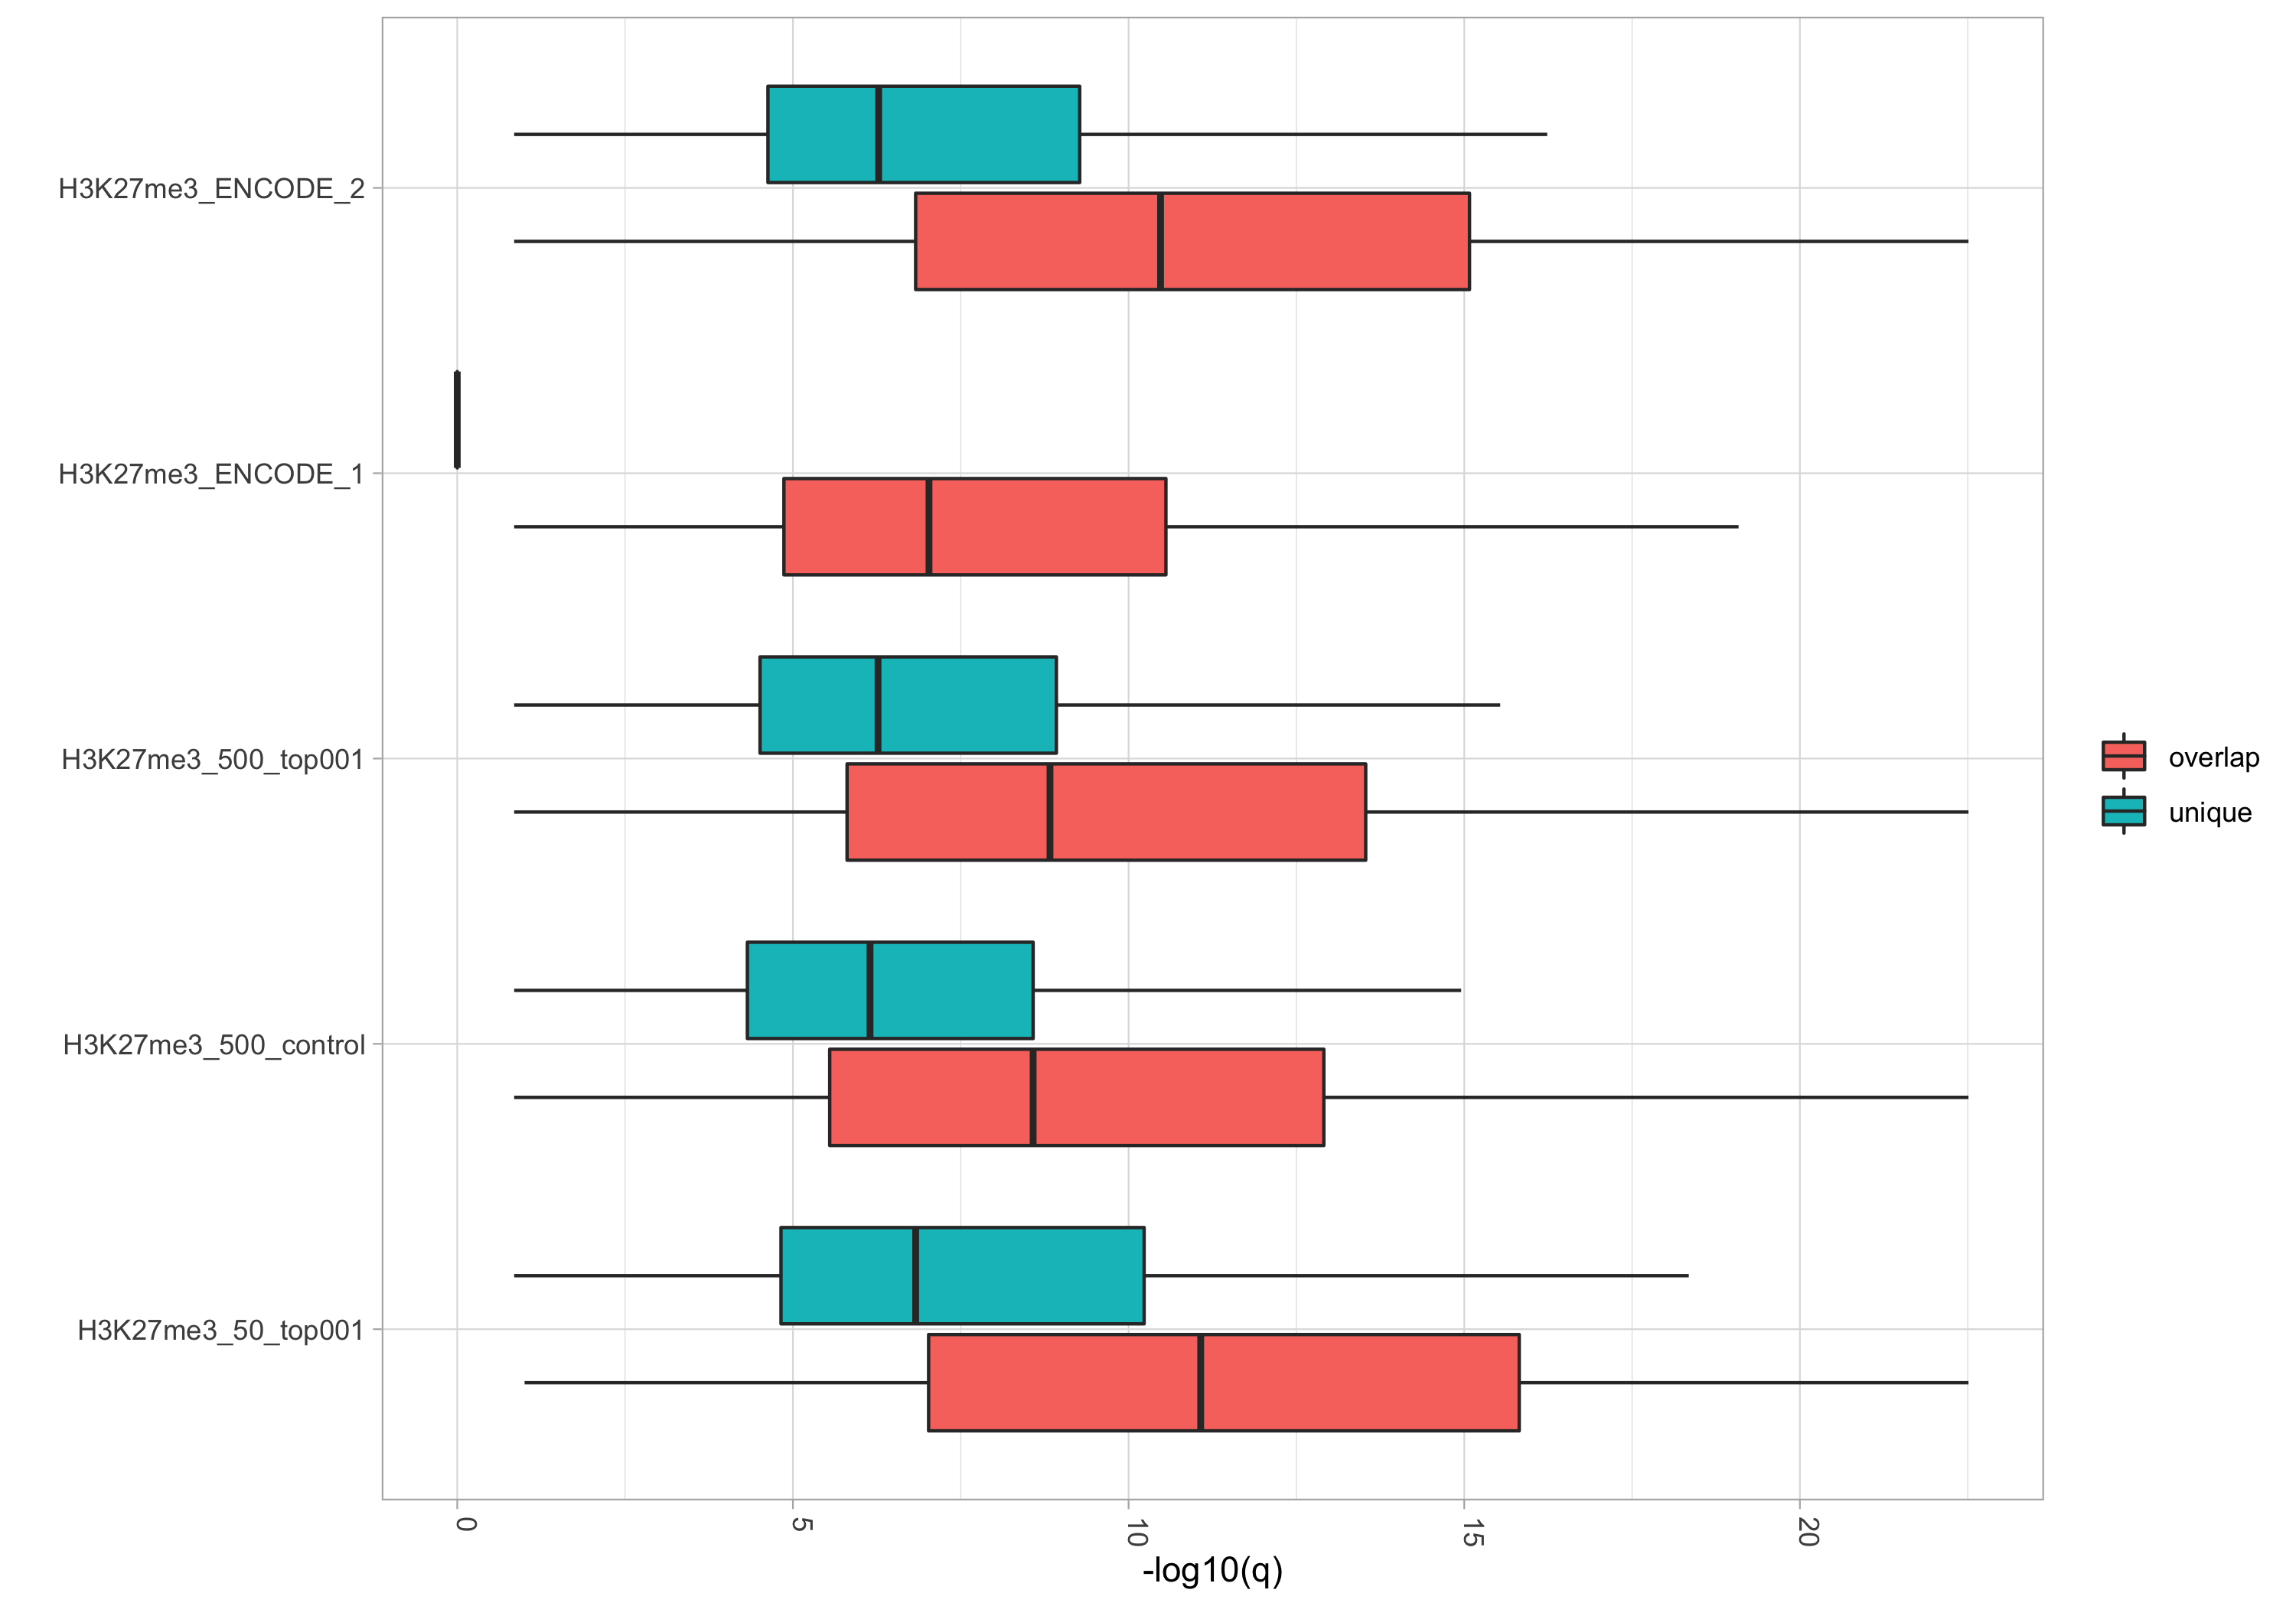 H3K27me3_ENCODE_2
H3K27me3_ENCODE_1
H3K27me3_500_top001
H3K27me3_500_control
H3K27me3_50_top001
0
5
10
15
20
-log10(q)
overlap
unique